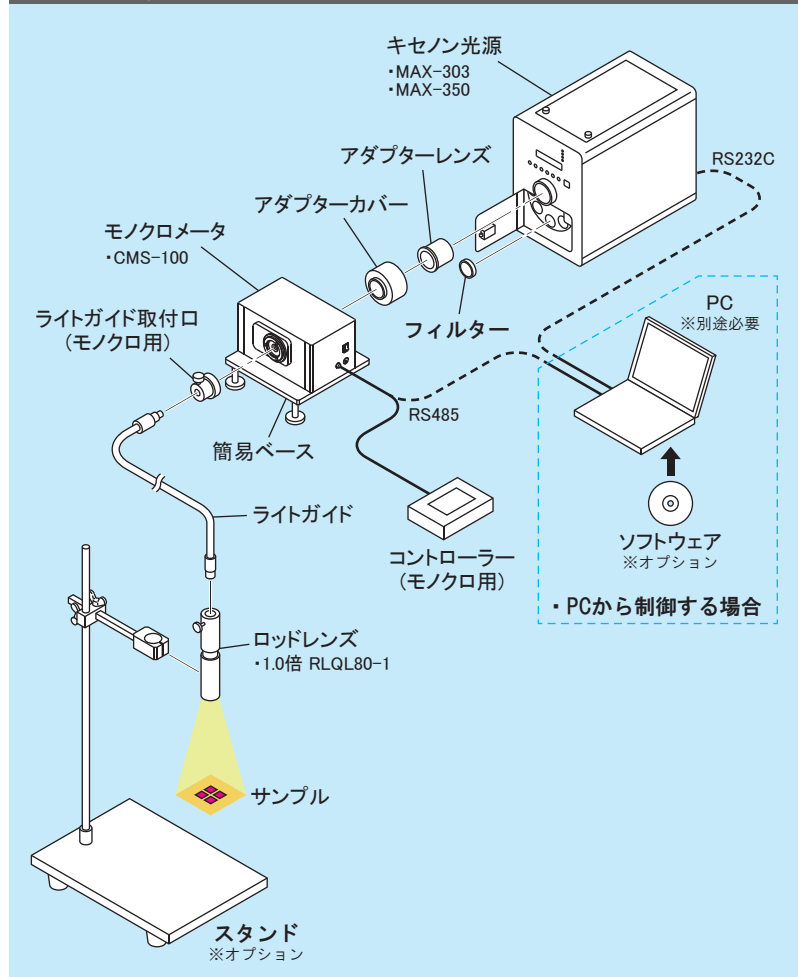 キセノン光源
・MAX-303
・MAX-350
RS232C
アダプターレンズ
アダプターカバー
モノクロメータ
・CMS-100
フィルター
PC
※別途必要
ライトガイド取付口
(モノクロ用)
RS485
簡易ベース
ライトガイド
コントローラー
(モノクロ用)
ソフトウェア
※オプション
・PCから制御する場合
ロッドレンズ
・1.0倍 RLQL80-1
サンプル
スタンド
※オプション